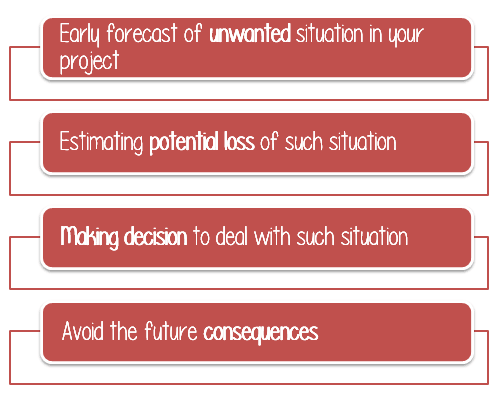 Early forecast of unwanted situation in your
project
Estimating potential loss of such situation
Making decision to deal with such situation
Avoid the future consequences